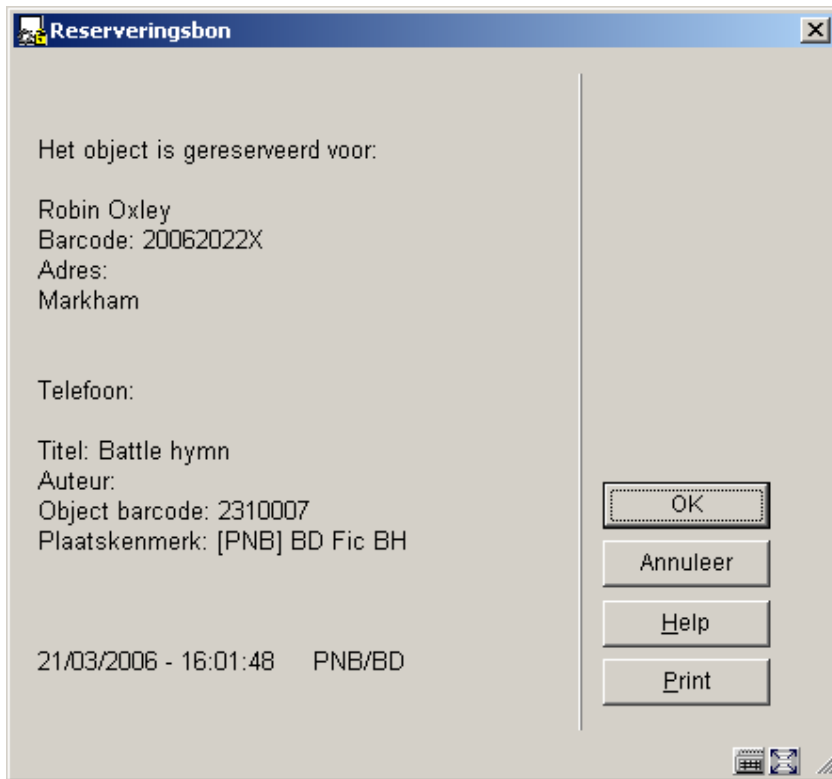 Reserveringsbon
Het object is gereserveerd voor:
Robin Oxley
Barcode: 20062022X
Adres:
Markham
Telefoon:
Titel: Battle hymn
Auteur:
Object barcode: 2310007
Plaatskenmerk: [PNB] BD Fic BH
21/03/2006 - 16:01:48 PNB/BD
OK
Annuleer
Help
Print